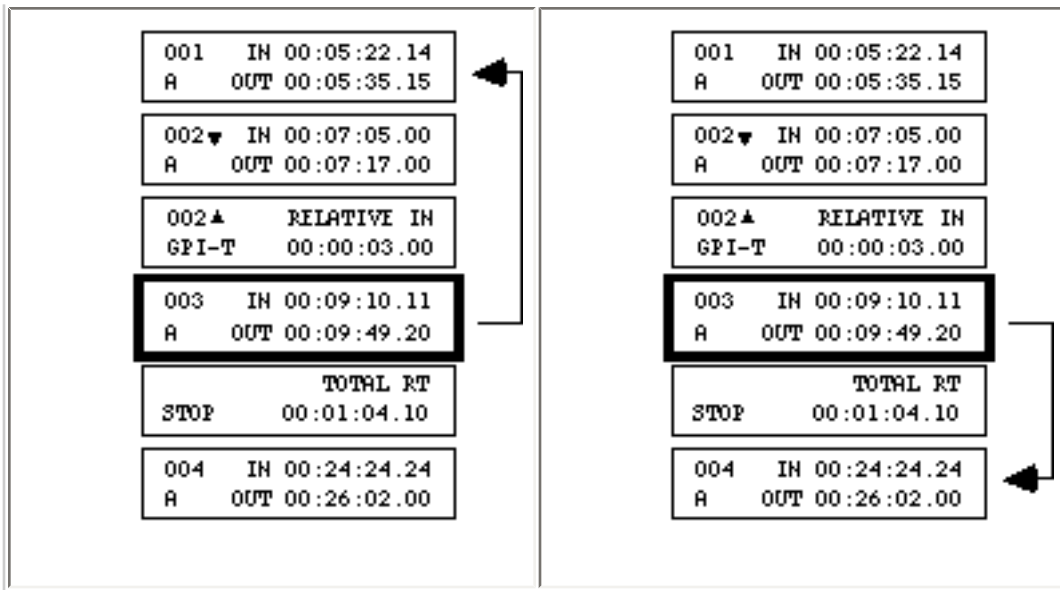 001 IN 00:05:22.14
A OUT 00:05:35.15
002▼ IN 00:07:05.00
A OUT 00:07:17.00
002▲ RELATIVE IN
GPI-T 00:00:03.00
003 IN 00:09:10.11
A OUT 00:09:49.20
TOTAL RT
STOP 00:01:04.10
004 IN 00:24:24.24
A OUT 00:26:02.00
001 IN 00:05:22.14
A OUT 00:05:35.15
002▼ IN 00:07:05.00
A OUT 00:07:17.00
002▲ RELATIVE IN
GPI-T 00:00:03.00
003 IN 00:09:10.11
A OUT 00:09:49.20
TOTAL RT
STOP 00:01:04.10
004 IN 00:24:24.24
A OUT 00:26:02.00